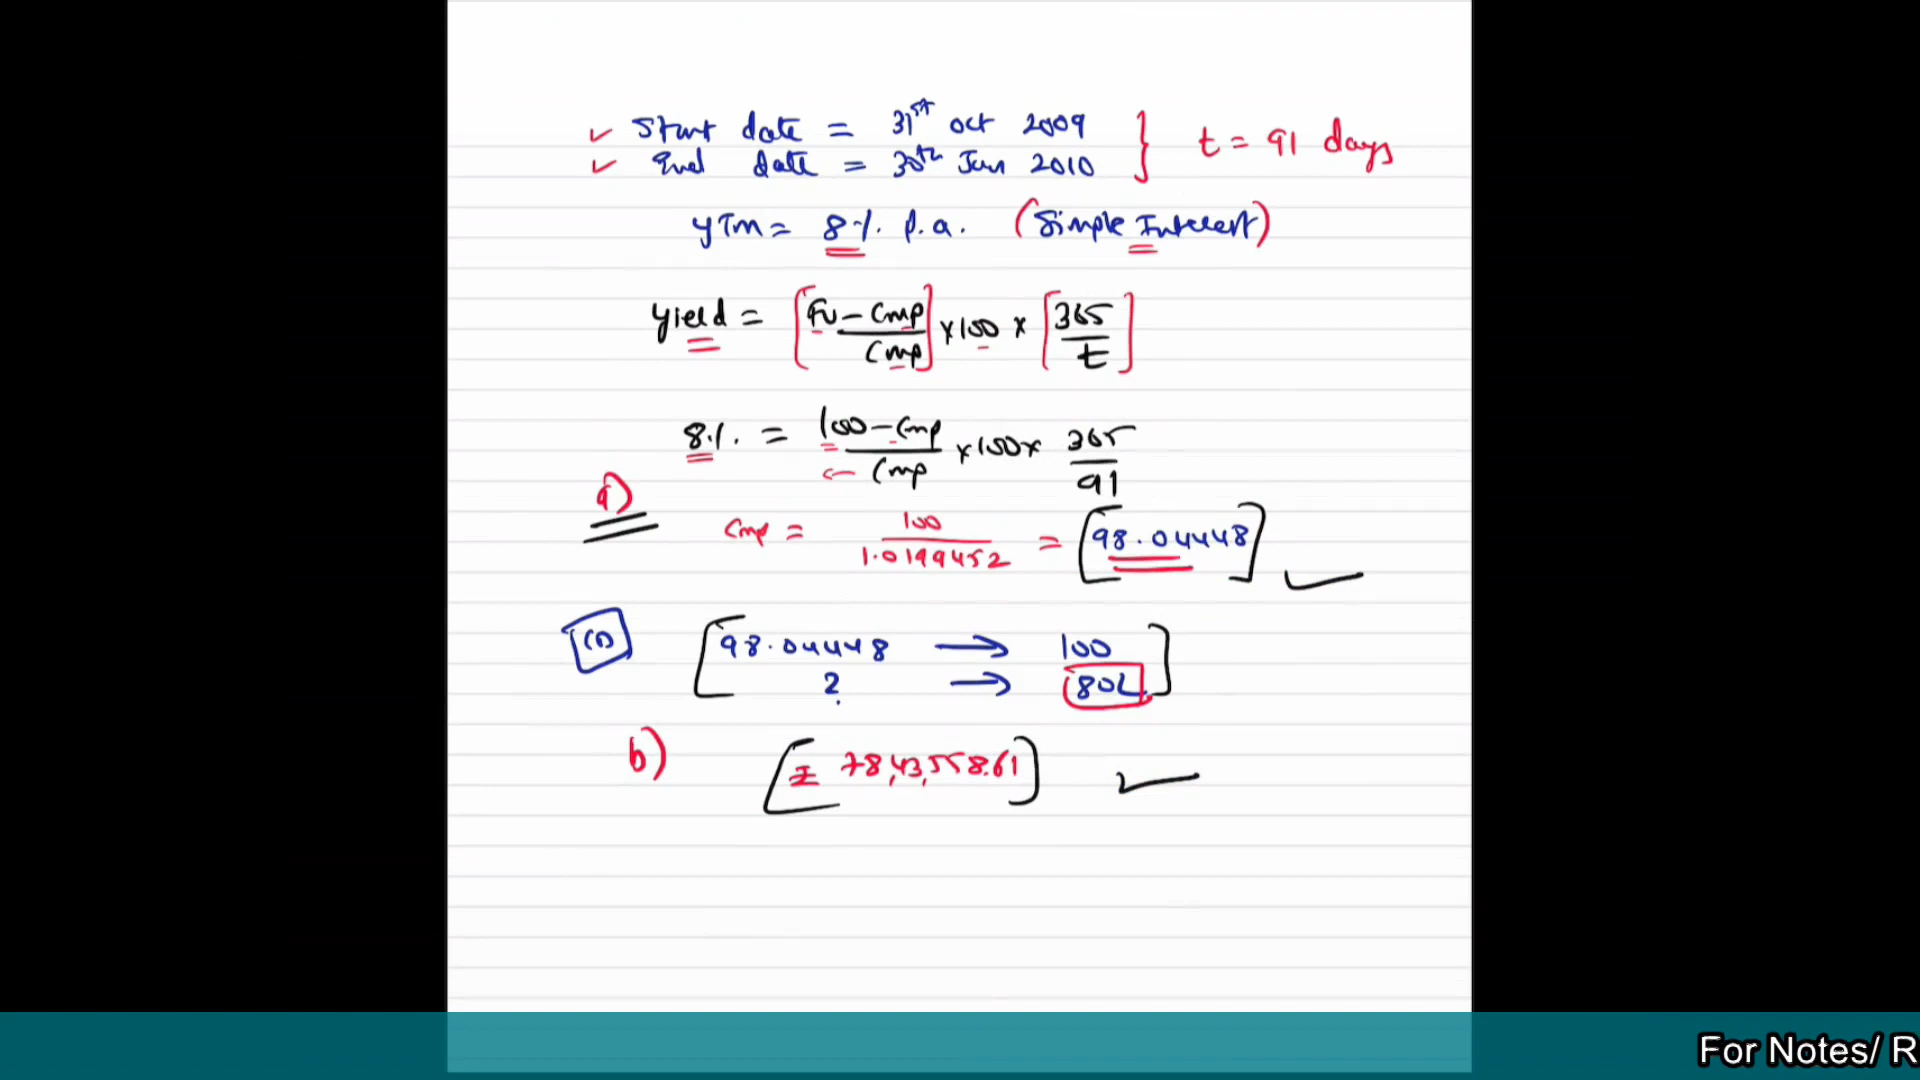 Start date = 31st Oct 2009
End date = 30th Jan 2010
} t = 91 days
YTM = 8% p.a. (Simple Interest)
Yield = [FV - CMP / CMP] × 100 × [365 / t]
8% = 100 - CMP / CMP × 100 × 365 / 91
a)
CMP = 100 / 1.0199452 = [98.04448]
[98.04448 → 100
? → 80L]
b) [₹ 78,43,558.61]
For Notes/ R